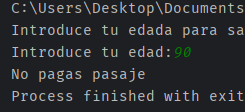 C:\Users\Desktop\Documents
Introduce tu edada para sa
Introduce tu edad:90
No pagas pasaje
Process finished with exit